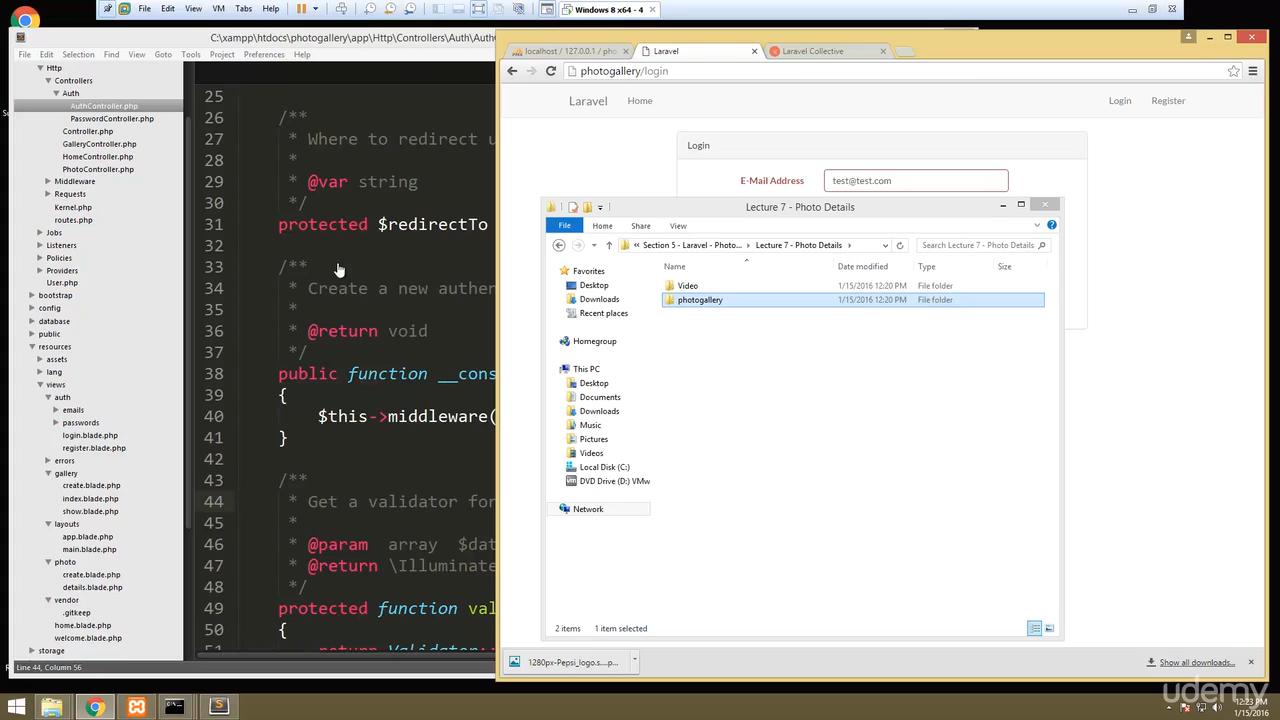 File Edit View VM Tabs Help Windows 8 x64 - 4
C:\xampp\htdocs\photogallery\app\Http\Controllers\Auth\Auth
File Edit Selection Find View Goto Tools Project Preferences Help
Http
Controllers
Auth
AuthController.php
PasswordController.php
Controller.php
GalleryController.php
HomeController.php
PhotoController.php
Middleware
Requests
Kernel.php
routes.php
Jobs
Listeners
Policies
Providers
User.php
bootstrap
config
database
public
resources
assets
lang
views
auth
emails
passwords
login.blade.php
register.blade.php
errors
gallery
create.blade.php
index.blade.php
show.blade.php
layouts
app.blade.php
main.blade.php
photo
create.blade.php
details.blade.php
vendor
.gitkeep
home.blade.php
welcome.blade.php
storage
Line 44, Column 56
25
26 /**
27 * Where to redirect u
28 *
29 * @var string
30 */
31 protected $redirectTo
32
33 /**
34 * Create a new authen
35 *
36 * @return void
37 */
38 public function __cons
39 {
40 $this->middleware(
41 }
42
43 /**
44 * Get a validator for
45 *
46 * @param array $dat
47 * @return \Illuminate
48 */
49 protected function val
50 {
51 return Validator::
localhost / 127.0.0.1 / pho Laravel Laravel Collective
photogallery/login
Laravel Home Login Register
Login
E-Mail Address test@test.com
Lecture 7 - Photo Details
File Home Share View
« Section 5 - Laravel - Photo... Lecture 7 - Photo Details Search Lecture 7 - Photo Details
Favorites
Desktop
Downloads
Recent places
Homegroup
This PC
Desktop
Documents
Downloads
Music
Pictures
Videos
Local Disk (C:)
DVD Drive (D:) VMw
Network
Name Date modified Type Size
Video 1/15/2016 12:20 PM File folder
photogallery 1/15/2016 12:20 PM File folder
2 items 1 item selected
1280px-Pepsi_logo.s....p... Show all downloads...
udemy
12:23 PM
1/15/2016